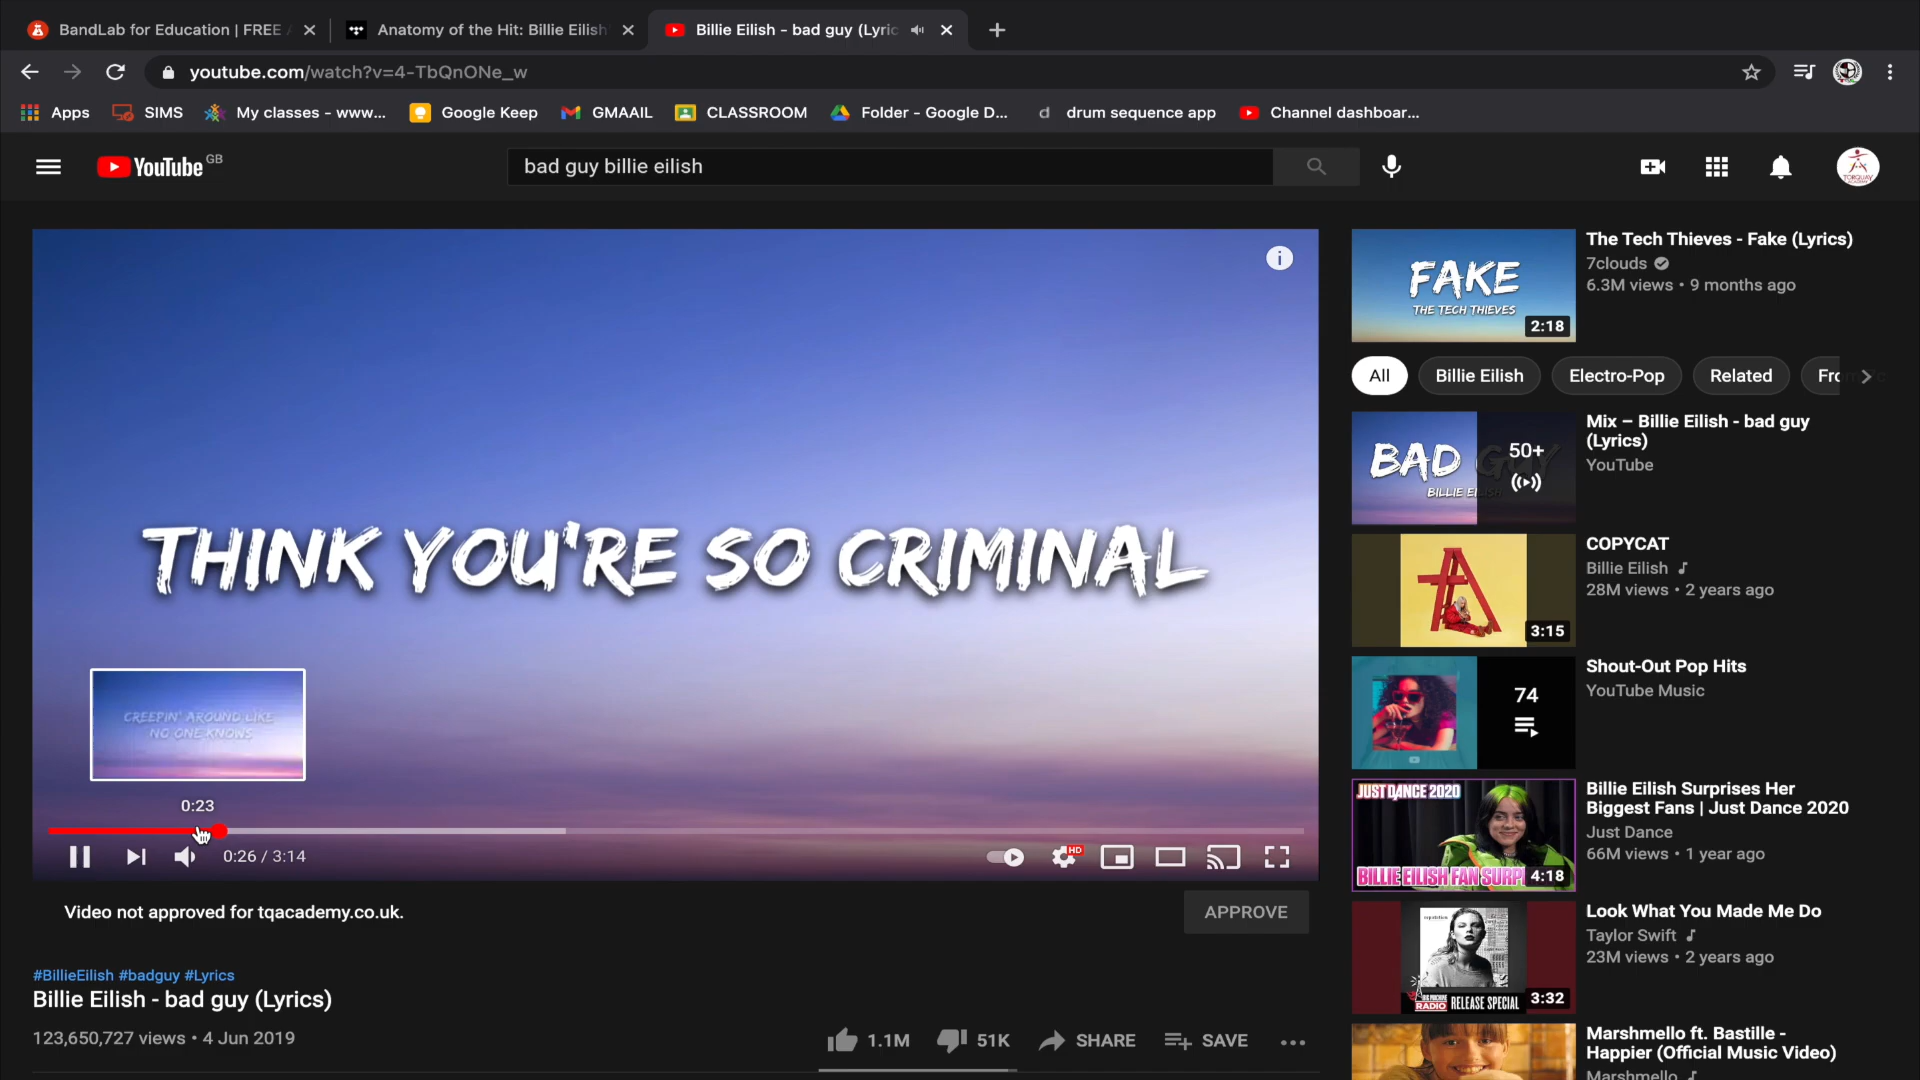 BandLab for Education | FREE
Anatomy of the Hit: Billie Eilish
Billie Eilish - bad guy (Lyric
youtube.com/watch?v=4-TbQnONe_w
Apps
SIMS
My classes - www...
Google Keep
GMAAIL
CLASSROOM
Folder - Google D...
d drum sequence app
Channel dashboar...
YouTube GB
bad guy billie eilish
TORQUAY
i
THINK YOU'RE SO CRIMINAL
CREEPIN' AROUND LIKE
NO ONE KNOWS
0:23
0:26 / 3:14
HD
Video not approved for tqacademy.co.uk.
APPROVE
#BillieEilish #badguy #Lyrics
Billie Eilish - bad guy (Lyrics)
123,650,727 views • 4 Jun 2019
1.1M
51K
SHARE
SAVE
FAKE
THE TECH THIEVES
2:18
The Tech Thieves - Fake (Lyrics)
7clouds
6.3M views • 9 months ago
All
Billie Eilish
Electro-Pop
Related
BAD GUY
50+
Mix – Billie Eilish - bad guy
(Lyrics)
YouTube
COPYCAT
Billie Eilish
28M views • 2 years ago
3:15
74
Shout-Out Pop Hits
YouTube Music
JUST DANCE 2020
BILLIE EILISH FAN SURP
4:18
Billie Eilish Surprises Her
Biggest Fans | Just Dance 2020
Just Dance
66M views • 1 year ago
RADIO RELEASE SPECIAL
3:32
Look What You Made Me Do
Taylor Swift
23M views • 2 years ago
Marshmello ft. Bastille -
Happier (Official Music Video)
Marshmello